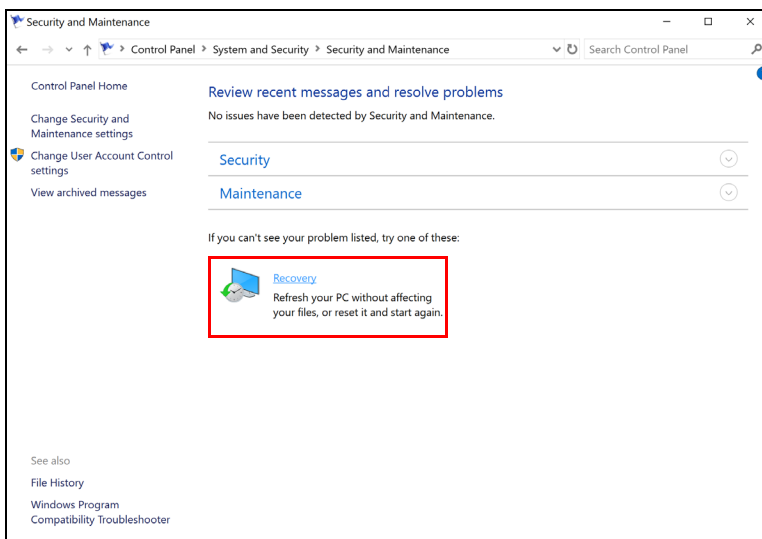 Security and Maintenance
Control Panel > System and Security > Security and Maintenance
Search Control Panel
Control Panel Home
Change Security and
Maintenance settings
Change User Account Control
settings
View archived messages
Review recent messages and resolve problems
No issues have been detected by Security and Maintenance.
Security
Maintenance
If you can't see your problem listed, try one of these:
Recovery
Refresh your PC without affecting
your files, or reset it and start again.
See also
File History
Windows Program
Compatibility Troubleshooter